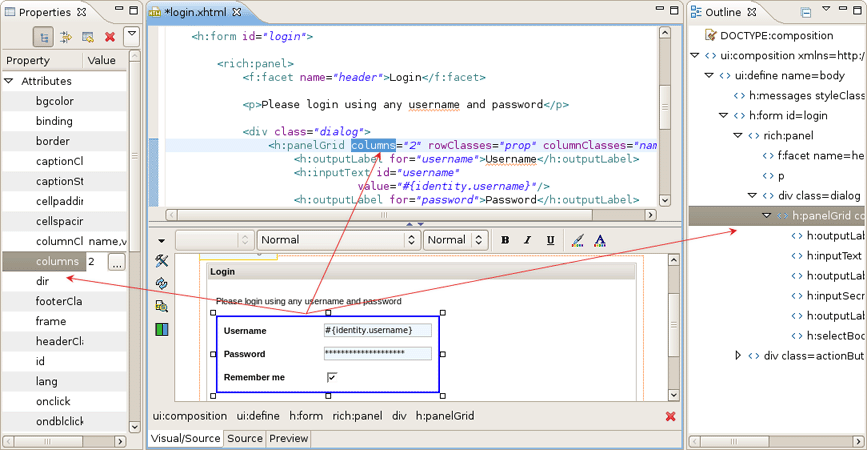 Properties
Property Value
Attributes
bgcolor
binding
border
captionCl
captionSt
cellpaddir
cellspacir
columnCl name,v
columns 2 ...
dir
footerCla
frame
headerCla
id
lang
onclick
ondblclick
*login.xhtml
<h:form id="login">
<rich:panel>
<f:facet name="header">Login</f:facet>
<p>Please login using any username and password</p>
<div class="dialog">
<h:panelGrid columns="2" rowClasses="prop" columnClasses="nam
<h:outputLabel for="username">Username</h:outputLabel>
<h:inputText id="username"
value="#{identity.username}"/>
<h:outputLabel for="password">Password</h:outputLabel>
Normal Normal B I U A
Login
Please login using any username and password
Username #{identity.username}
Password *******************
Remember me
ui:composition ui:define h:form rich:panel div h:panelGrid
Visual/Source Source Preview
Outline
DOCTYPE:composition
ui:composition xmlns=http:/
ui:define name=body
h:messages styleClass
h:form id=login
rich:panel
f:facet name=he
p
div class=dialog
h:panelGrid co
h:outputLab
h:inputText
h:outputLab
h:inputSecr
h:outputLab
h:selectBoo
div class=actionBut